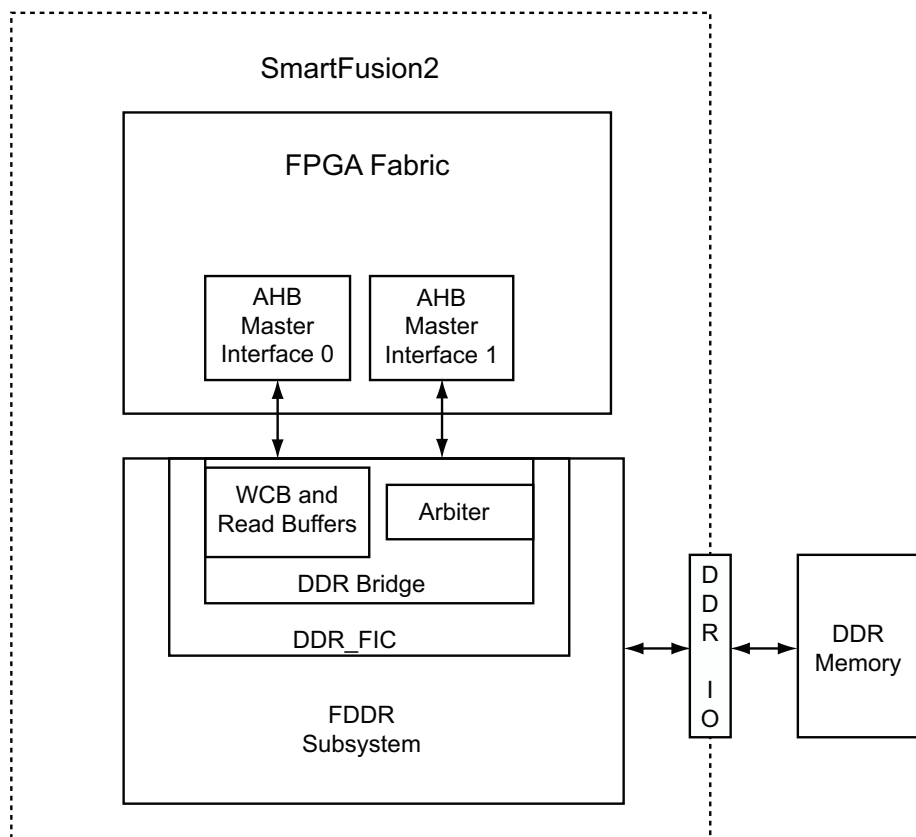 SmartFusion2
FPGA Fabric
AHB
Master
Interface 0
AHB
Master
Interface 1
WCB and
Read Buffers
Arbiter
DDR Bridge
DDR_FIC
FDDR
Subsystem
D
D
R
I
O
DDR
Memory